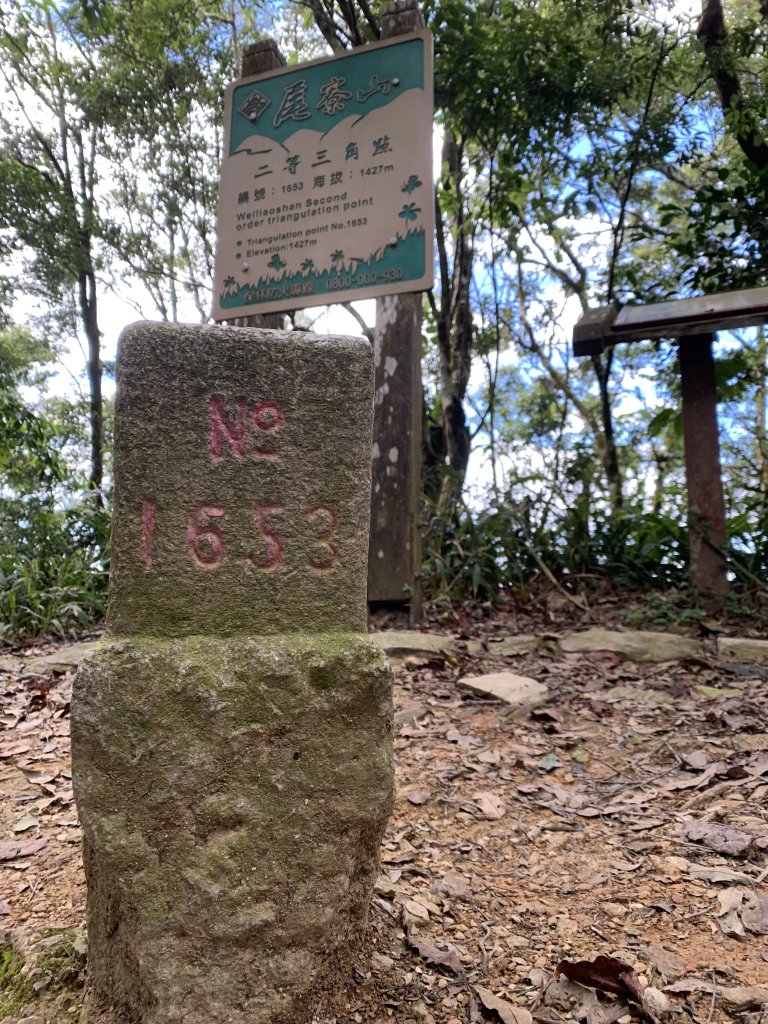 尾寮山
二等三角點
編號：1653 海拔：1427m
Weiliaoshan Second
order triangulation point
● Triangulation point No.1653
● Elevation:1427m
保林防火專線：0800-000-930
No
1653